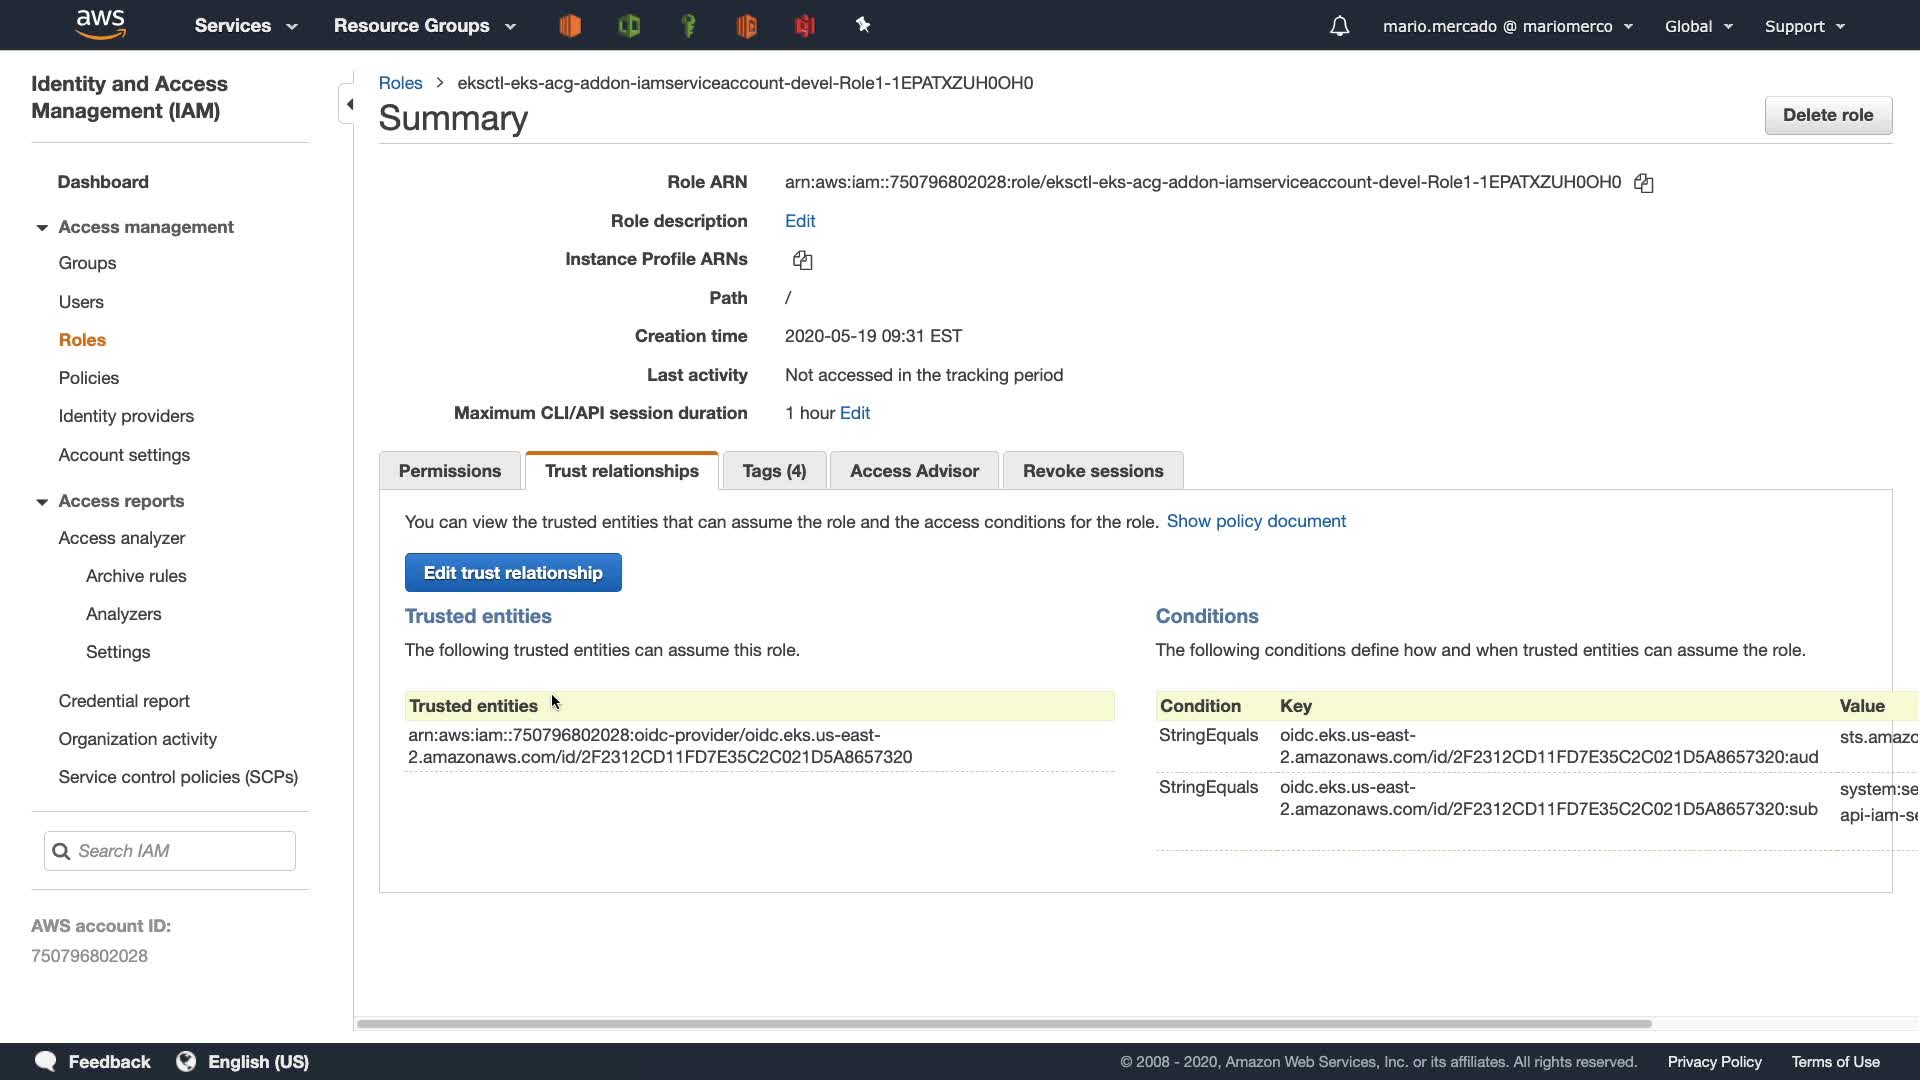 aws
Services
Resource Groups
mario.mercado @ mariomerco
Global
Support
Identity and Access
Management (IAM)
Dashboard
Access management
Groups
Users
Roles
Policies
Identity providers
Account settings
Access reports
Access analyzer
Archive rules
Analyzers
Settings
Credential report
Organization activity
Service control policies (SCPs)
Search IAM
AWS account ID:
750796802028
Roles > eksctl-eks-acg-addon-iamserviceaccount-devel-Role1-1EPATXZUH0OH0
Summary
Delete role
Role ARN arn:aws:iam::750796802028:role/eksctl-eks-acg-addon-iamserviceaccount-devel-Role1-1EPATXZUH0OH0
Role description Edit
Instance Profile ARNs
Path /
Creation time 2020-05-19 09:31 EST
Last activity Not accessed in the tracking period
Maximum CLI/API session duration 1 hour Edit
Permissions
Trust relationships
Tags (4)
Access Advisor
Revoke sessions
You can view the trusted entities that can assume the role and the access conditions for the role. Show policy document
Edit trust relationship
Trusted entities
The following trusted entities can assume this role.
Trusted entities
arn:aws:iam::750796802028:oidc-provider/oidc.eks.us-east-
2.amazonaws.com/id/2F2312CD11FD7E35C2C021D5A8657320
Conditions
The following conditions define how and when trusted entities can assume the role.
Condition Key Value
StringEquals oidc.eks.us-east- sts.amazo
2.amazonaws.com/id/2F2312CD11FD7E35C2C021D5A8657320:aud
StringEquals oidc.eks.us-east- system:se
2.amazonaws.com/id/2F2312CD11FD7E35C2C021D5A8657320:sub api-iam-se
Feedback
English (US)
© 2008 - 2020, Amazon Web Services, Inc. or its affiliates. All rights reserved.
Privacy Policy
Terms of Use